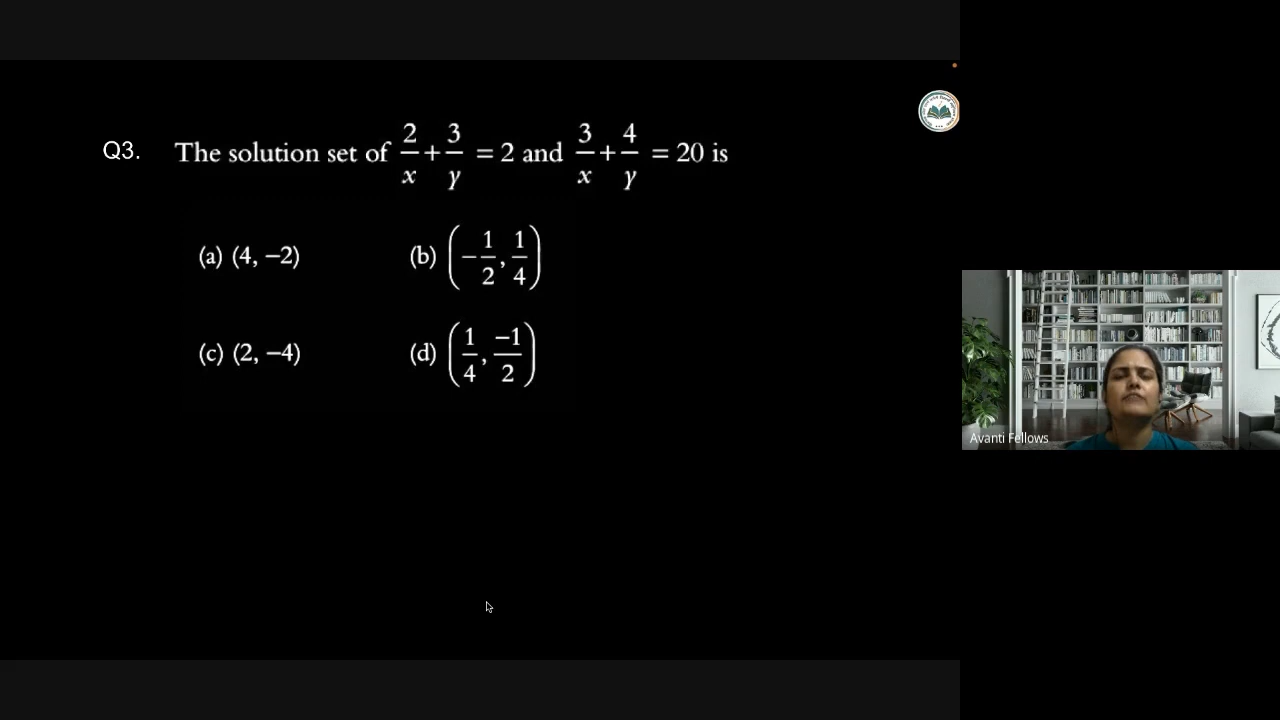 Q3. The solution set of 2/x + 3/y = 2 and 3/x + 4/y = 20 is
(a) (4, −2) (b) (−1/2, 1/4)
(c) (2, −4) (d) (1/4, −1/2)
Avanti Fellows